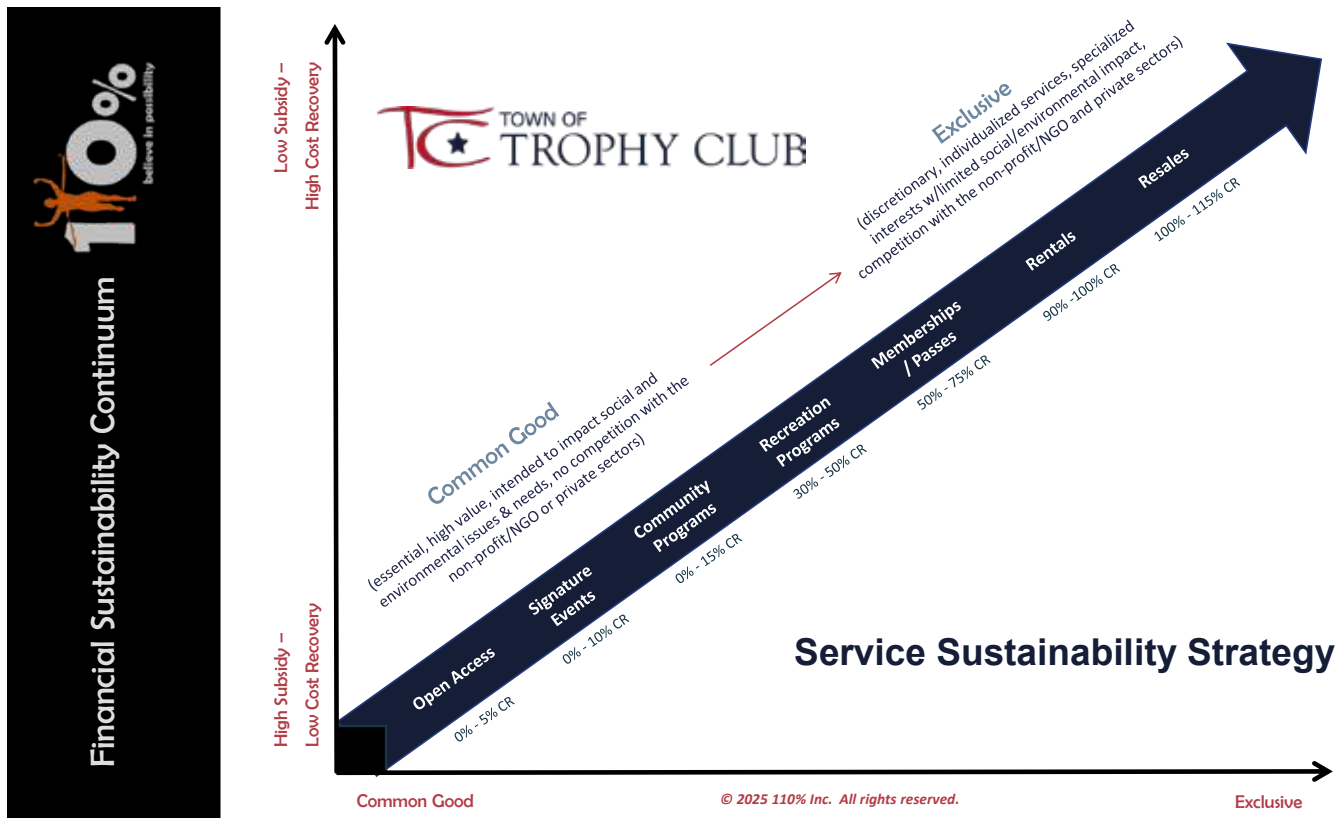 Financial Sustainability Continuum
110%
believe in possibility
Low Subsidy –
High Cost Recovery
TC TOWN OF
TROPHY CLUB
Exclusive
(discretionary, individualized services, specialized
interests w/limited social/environmental impact,
competition with the non-profit/NGO and private sectors)
Common Good
(essential, high value, intended to impact social and
environmental issues & needs, no competition with the
non-profit/NGO or private sectors)
Open Access
0% - 5% CR
Signature
Events
0% - 10% CR
Community
Programs
0% - 15% CR
Recreation
Programs
30% - 50% CR
Memberships
/ Passes
50% - 75% CR
Rentals
90% -100% CR
Resales
100% - 115% CR
Service Sustainability Strategy
High Subsidy –
Low Cost Recovery
Common Good
© 2025 110% Inc. All rights reserved.
Exclusive